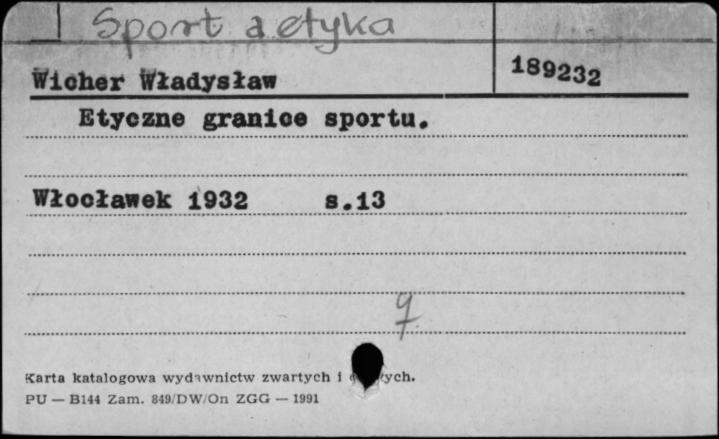 Sport a etyka
Wicher Władysław
189232
Etyczne granice sportu.
Włocławek 1932 s.13
Karta katalogowa wydawnictw zwartych i
PU — B144 Zam. 849/DW/On ZGG — 1991